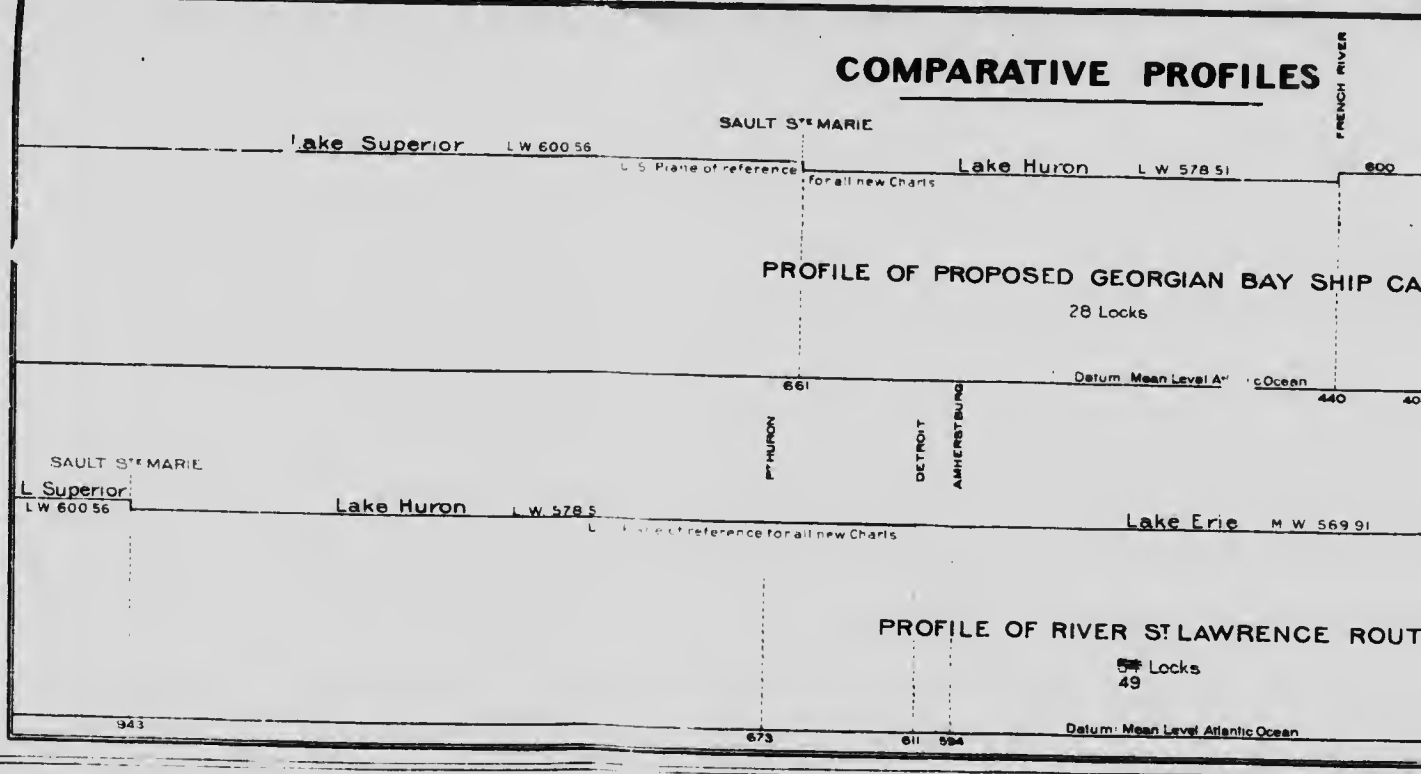 COMPARATIVE PROFILES
FRENCH RIVER
SAULT STE MARIE
Lake Superior L W 600 56
Plane of reference for all new Charts
Lake Huron L W 578 51
600
PROFILE OF PROPOSED GEORGIAN BAY SHIP CA
28 Locks
Datum Mean Level Ocean
661
440
40
PT HURON
DETROIT
AMHERSTBURG
SAULT STE MARIE
L Superior
L W 600 56
Lake Huron L. W. 578 5
of reference for all new Charts
Lake Erie M W 569 91
PROFILE OF RIVER ST LAWRENCE ROUT
Locks
49
943
673
611
594
Datum: Mean Level Atlantic Ocean